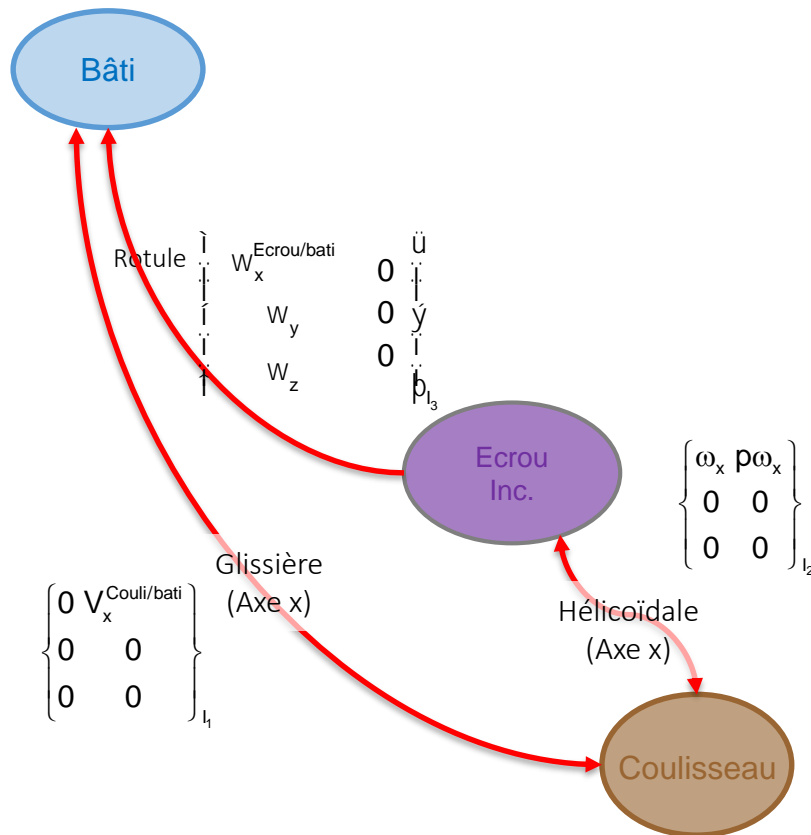 Bâti
Rotule
ì W_x^Ecrou/bati 0 ü
í W_y 0 ý
î W_z 0 þ_I₃
Ecrou
Inc.
ω_x pω_x
0 0
0 0
I₂
Glissière
(Axe x)
0 V_x^Couli/bati
0 0
0 0
I₁
Hélicoïdale
(Axe x)
Coulisseau